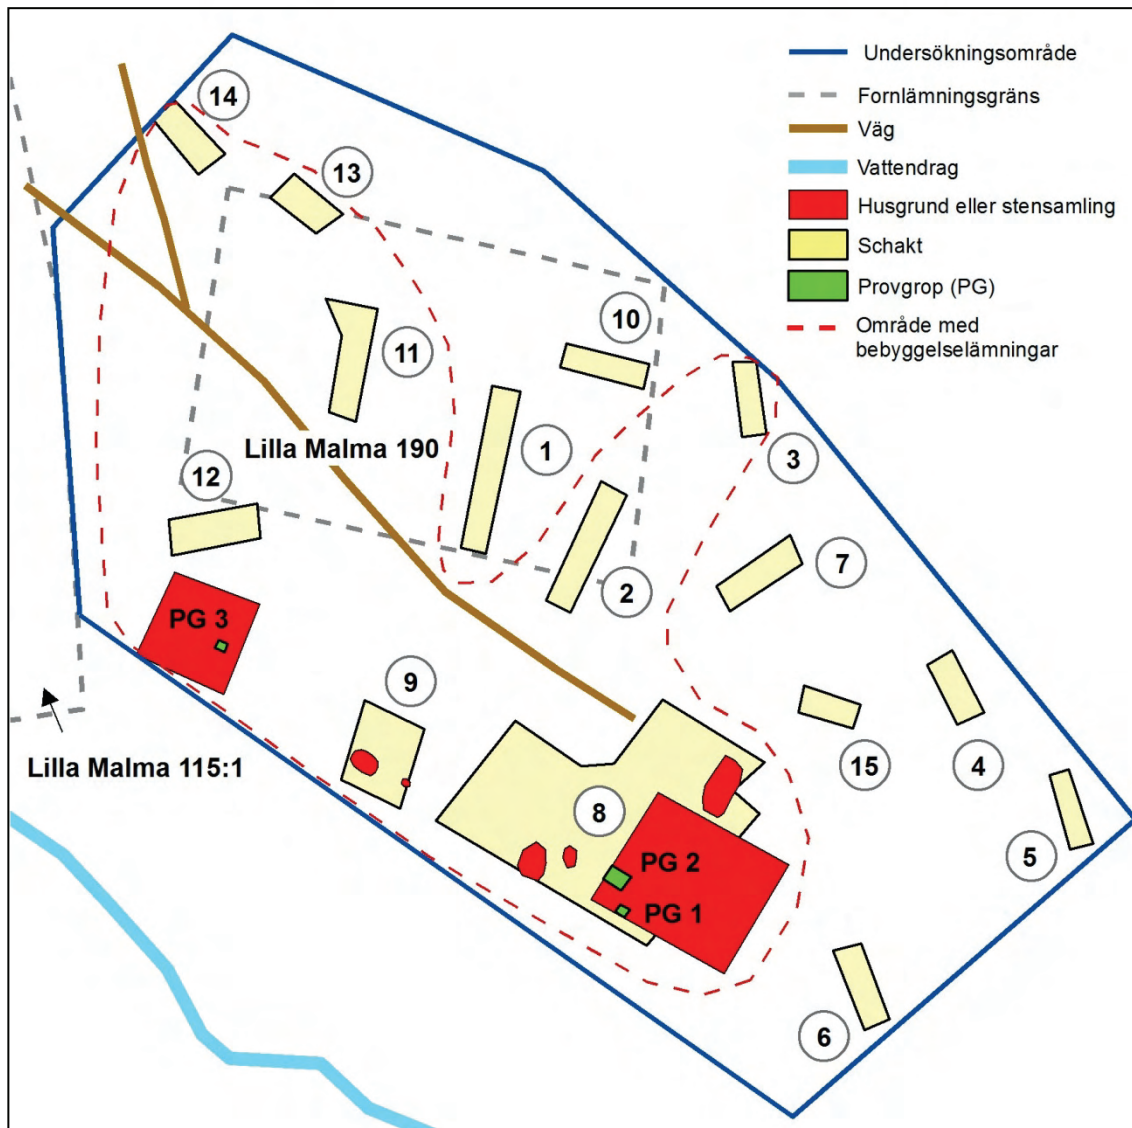 Undersökningsområde
Fornlämningsgräns
Väg
Vattendrag
Husgrund eller stensamling
Schakt
Provgrop (PG)
Område med
bebyggelselämningar
14
13
10
11
Lilla Malma 190
1
3
12
7
2
PG 3
9
4
15
Lilla Malma 115:1
8
5
PG 2
PG 1
6